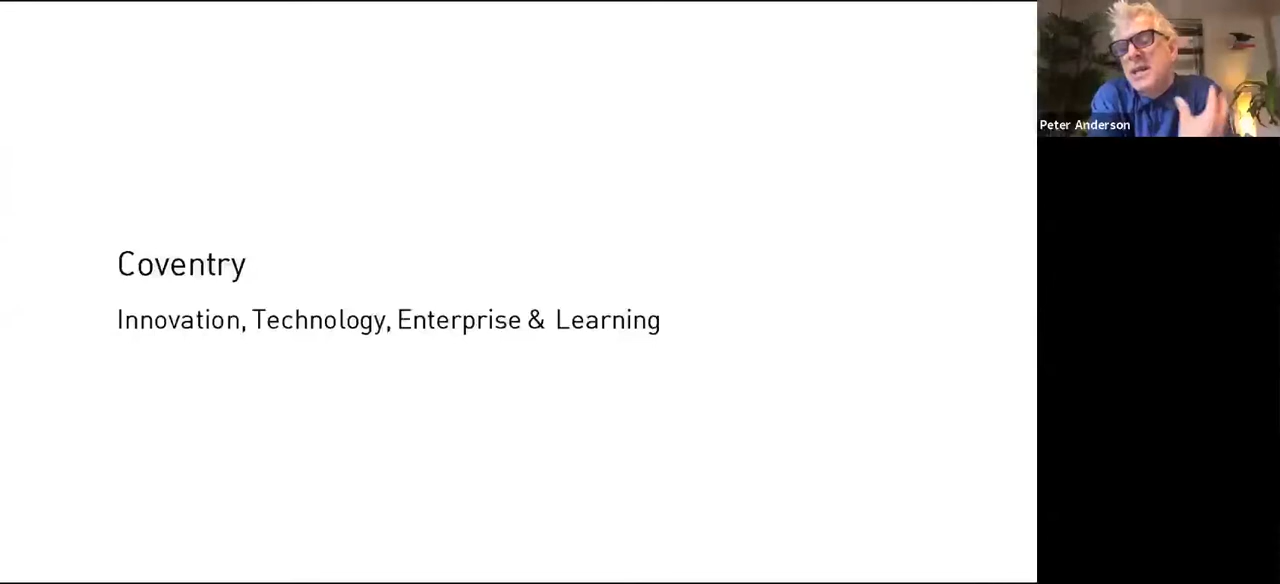 Coventry
Innovation, Technology, Enterprise & Learning
Peter Anderson